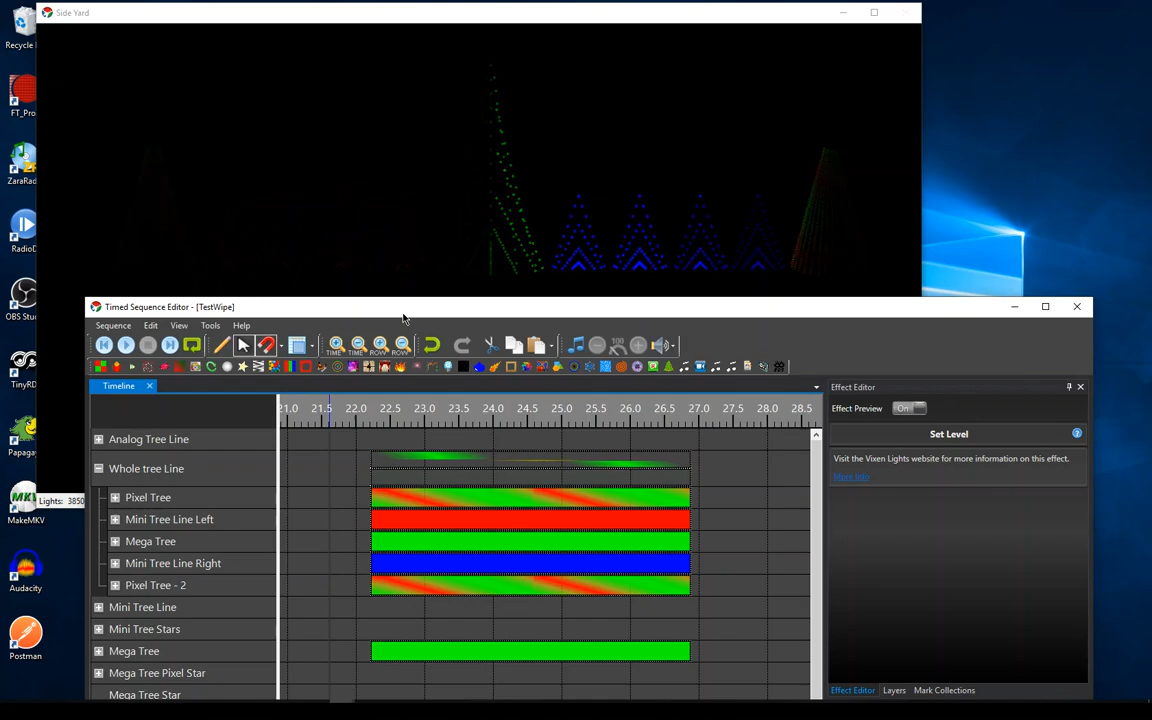 Side Yard
Recycle
FT_Pro
ZaraRad
RadioD
OBS Stud
TinyRD
Papaga
MakeMKV
Audacity
Postman
Lights: 3850
Timed Sequence Editor - [TestWipe]
Sequence Edit View Tools Help
TIME TIME ROW ROW 100
Timeline
Effect Editor
21.0 21.5 22.0 22.5 23.0 23.5 24.0 24.5 25.0 25.5 26.0 26.5 27.0 27.5 28.0 28.5
Effect Preview On
Analog Tree Line
Set Level
Whole tree Line
Visit the Vixen Lights website for more information on this effect.
More Info
Pixel Tree
Mini Tree Line Left
Mega Tree
Mini Tree Line Right
Pixel Tree - 2
Mini Tree Line
Mini Tree Stars
Mega Tree
Mega Tree Pixel Star
Mega Tree Star
Effect Editor Layers Mark Collections